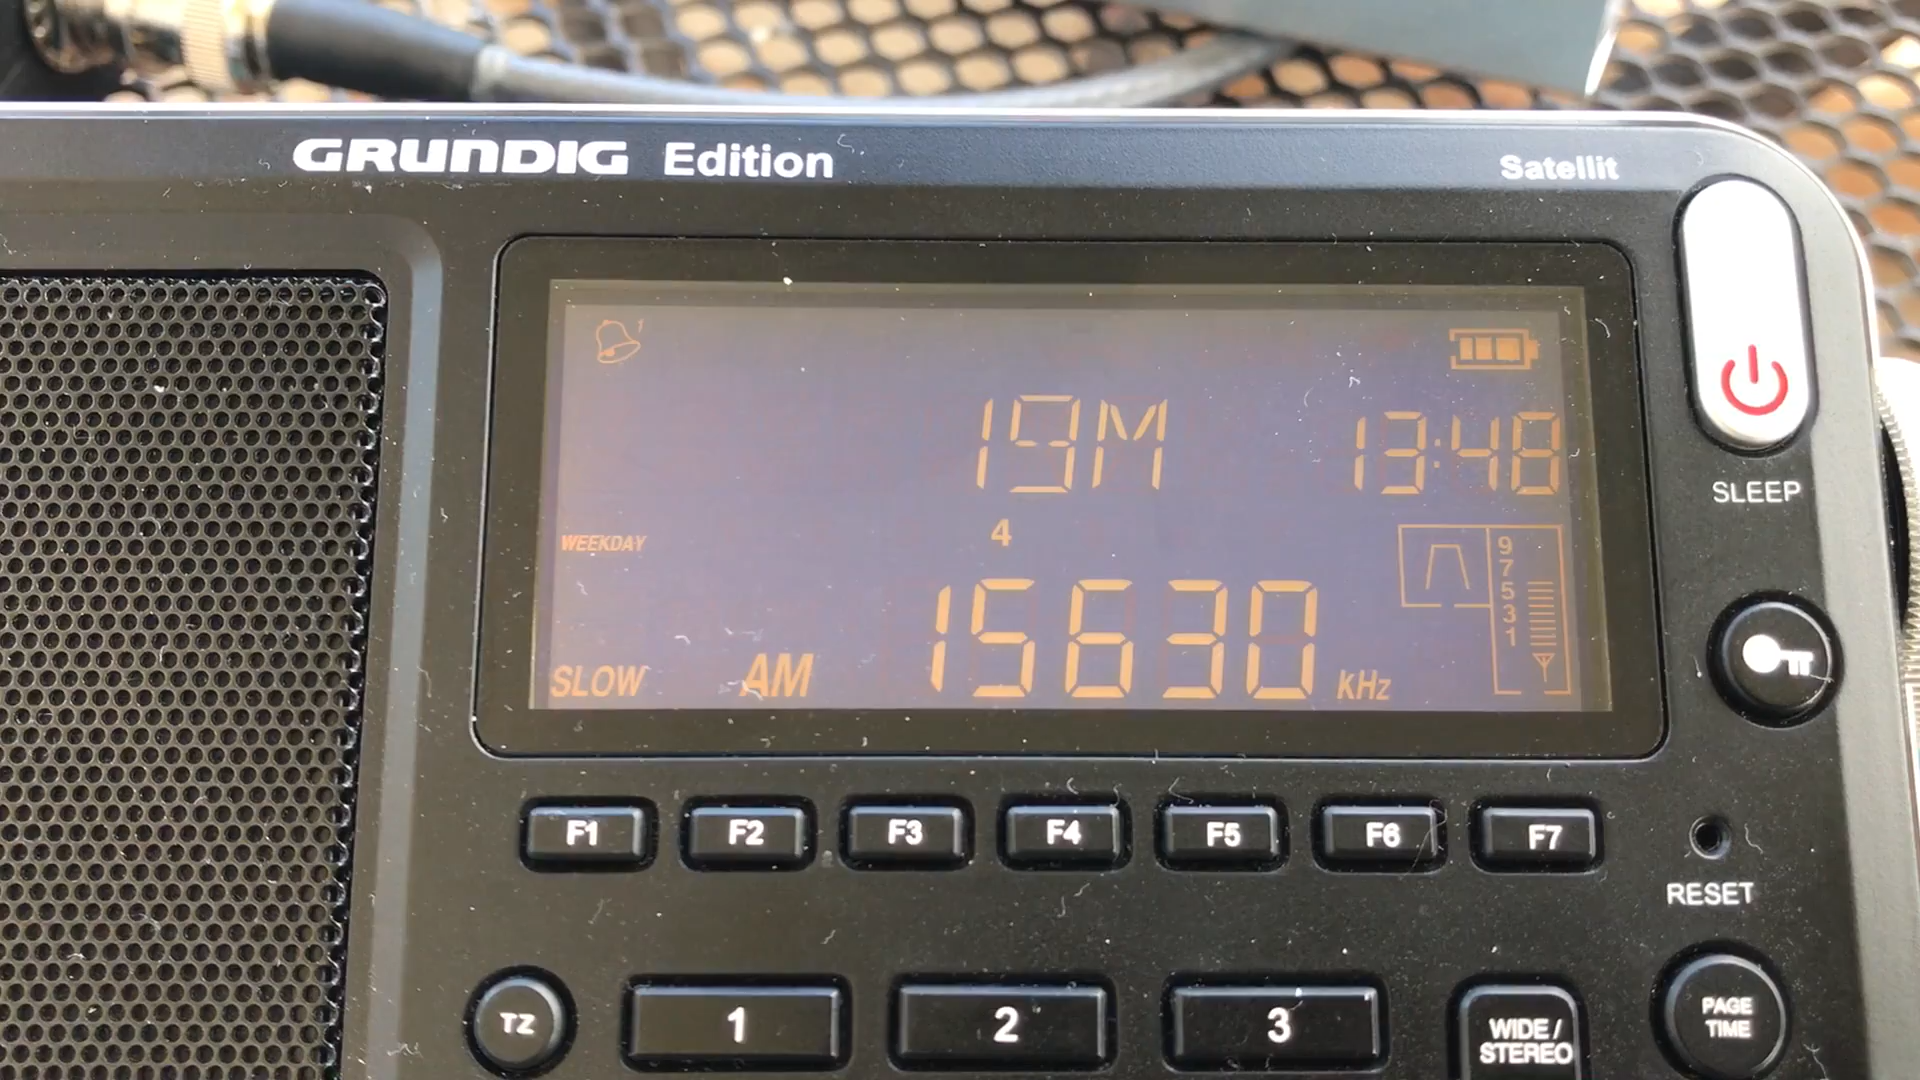 GRUNDIG Edition
Satellit
1
19M
13:48
SLEEP
WEEKDAY
4
9
7
5
3
1
SLOW
AM
15630
kHz
F1
F2
F3
F4
F5
F6
F7
RESET
TZ
1
2
3
WIDE /
STEREO
PAGE
TIME